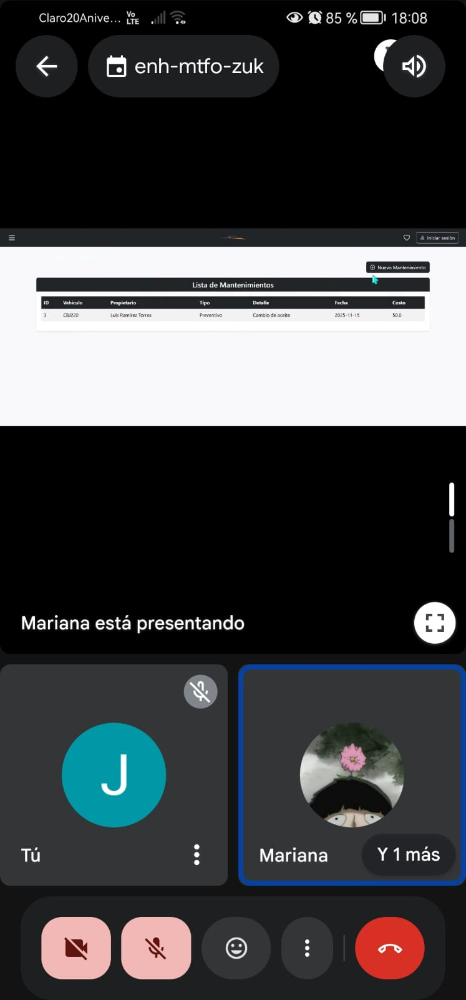 Claro20Anive... Vo LTE 85 % 18:08
enh-mtfo-zuk
Iniciar sesión
Nuevo Mantenimiento
Lista de Mantenimientos
ID Vehículo Propietario Tipo Detalle Fecha Costo
3 CBJ220 Luis Ramírez Torres Preventivo Cambio de aceite 2025-11-15 50.0
Mariana está presentando
J
Tú
Mariana
Y 1 más